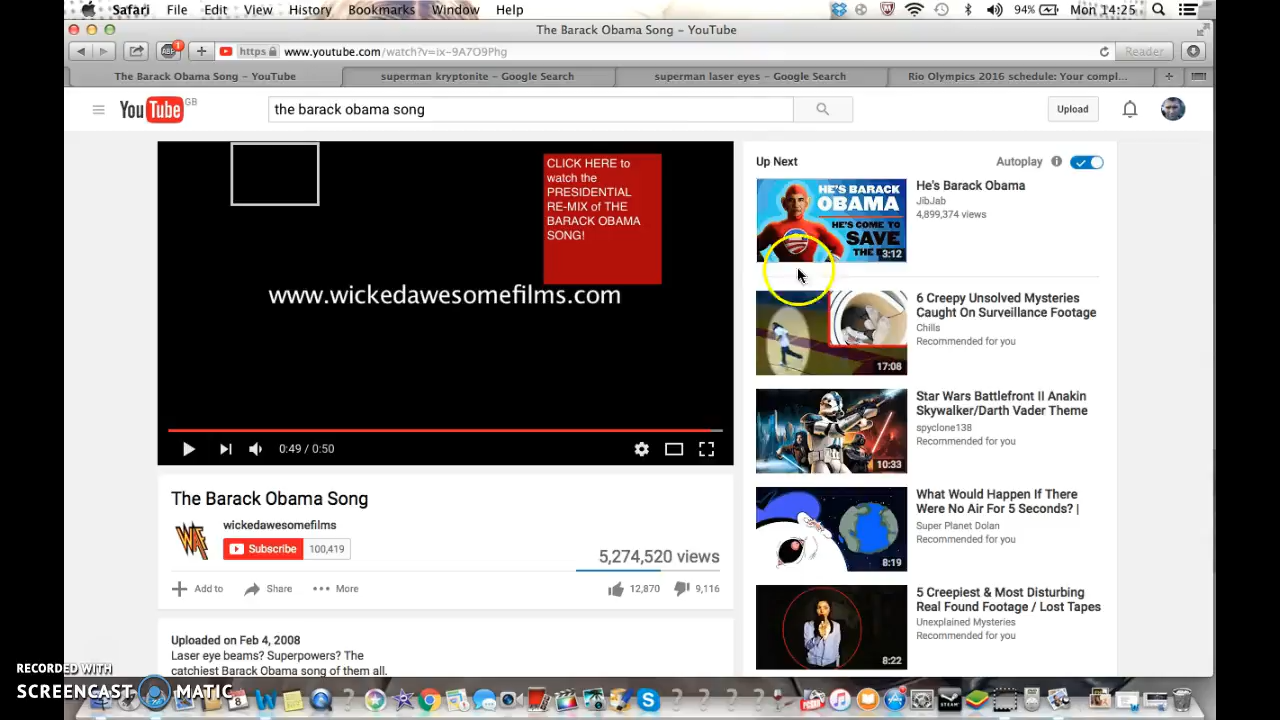 Safari File Edit View History Bookmarks Window Help 94% Mon 14:25
The Barack Obama Song – YouTube
https www.youtube.com/watch?v=ix-9A7O9Phg Reader
ABP 1
The Barack Obama Song – YouTube superman kryptonite – Google Search superman laser eyes – Google Search Rio Olympics 2016 schedule: Your compl...
YouTube GB the barack obama song Upload
CLICK HERE to
watch the
PRESIDENTIAL
RE-MIX of THE
BARACK OBAMA
SONG!
www.wickedawesomefilms.com
0:49 / 0:50
The Barack Obama Song
WAF
wickedawesomefilms
Subscribe 100,419
5,274,520 views
Add to Share More 12,870 9,116
Uploaded on Feb 4, 2008
Laser eye beams? Superpowers? The
catchiest Barack Obama song of them all.
Up Next Autoplay
HE'S BARACK
OBAMA
HE'S COME TO
SAVE
3:12
He's Barack Obama
JibJab
4,899,374 views
17:08
6 Creepy Unsolved Mysteries
Caught On Surveillance Footage
Chills
Recommended for you
10:33
Star Wars Battlefront II Anakin
Skywalker/Darth Vader Theme
spyclone138
Recommended for you
8:19
What Would Happen If There
Were No Air For 5 Seconds? |
Super Planet Dolan
Recommended for you
8:22
5 Creepiest & Most Disturbing
Real Found Footage / Lost Tapes
Unexplained Mysteries
Recommended for you
RECORDED WITH
SCREENCAST MATIC